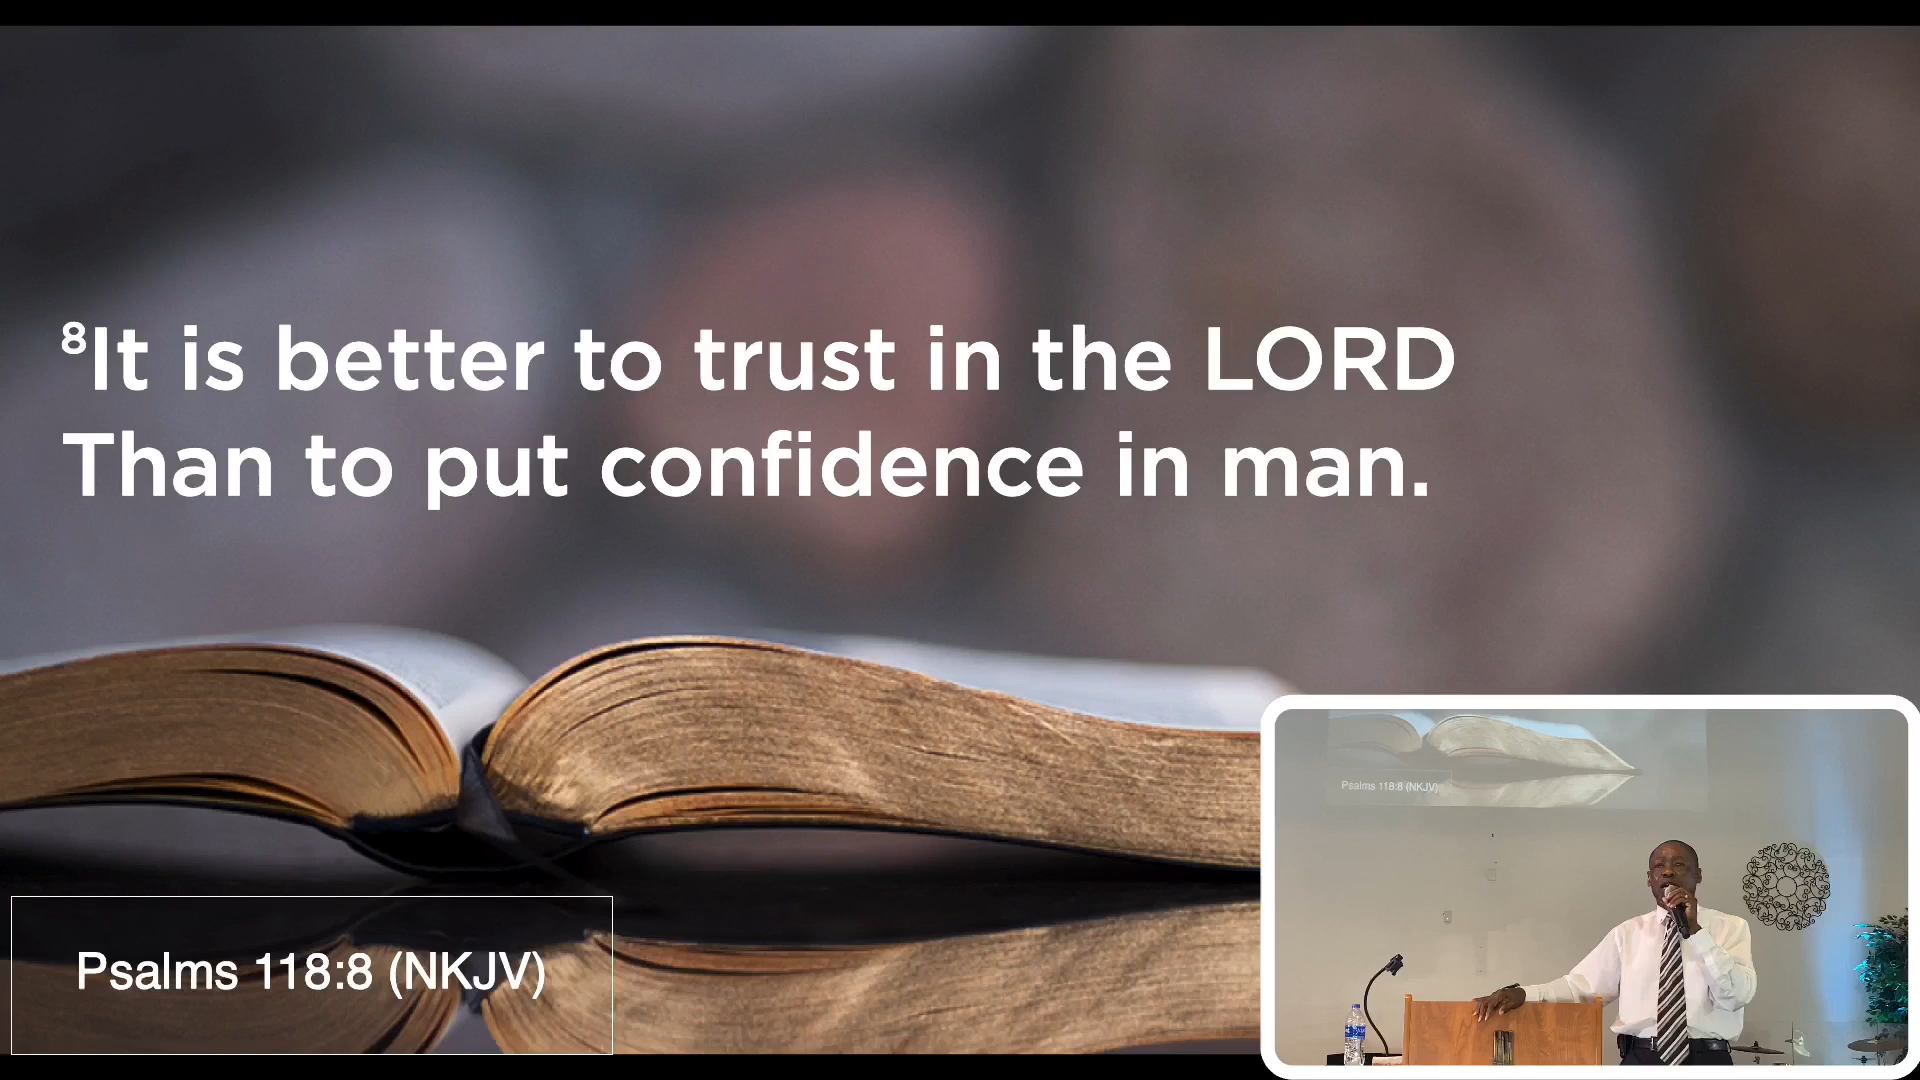 ⁸It is better to trust in the LORD
Than to put confidence in man.
Psalms 118:8 (NKJV)
Psalms 118:8 (NKJV)